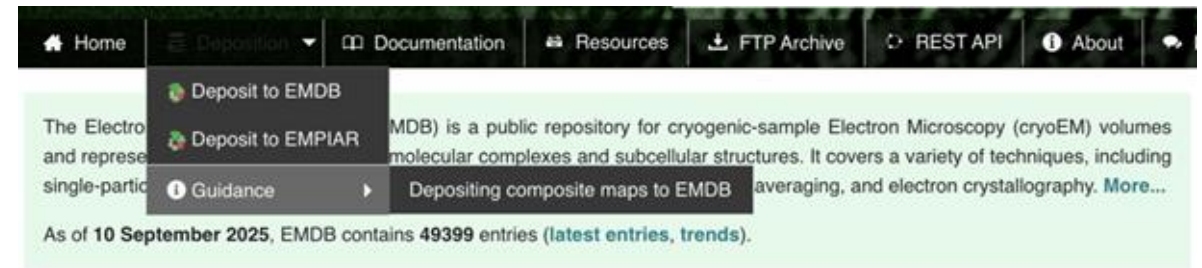 Home Deposition Documentation Resources FTP Archive REST API About
Deposit to EMDB
The Electro MDB) is a public repository for cryogenic-sample Electron Microscopy (cryoEM) volumes
Deposit to EMPIAR
and represe molecular complexes and subcellular structures. It covers a variety of techniques, including
single-partic Guidance Depositing composite maps to EMDB averaging, and electron crystallography. More...
As of 10 September 2025, EMDB contains 49399 entries (latest entries, trends).